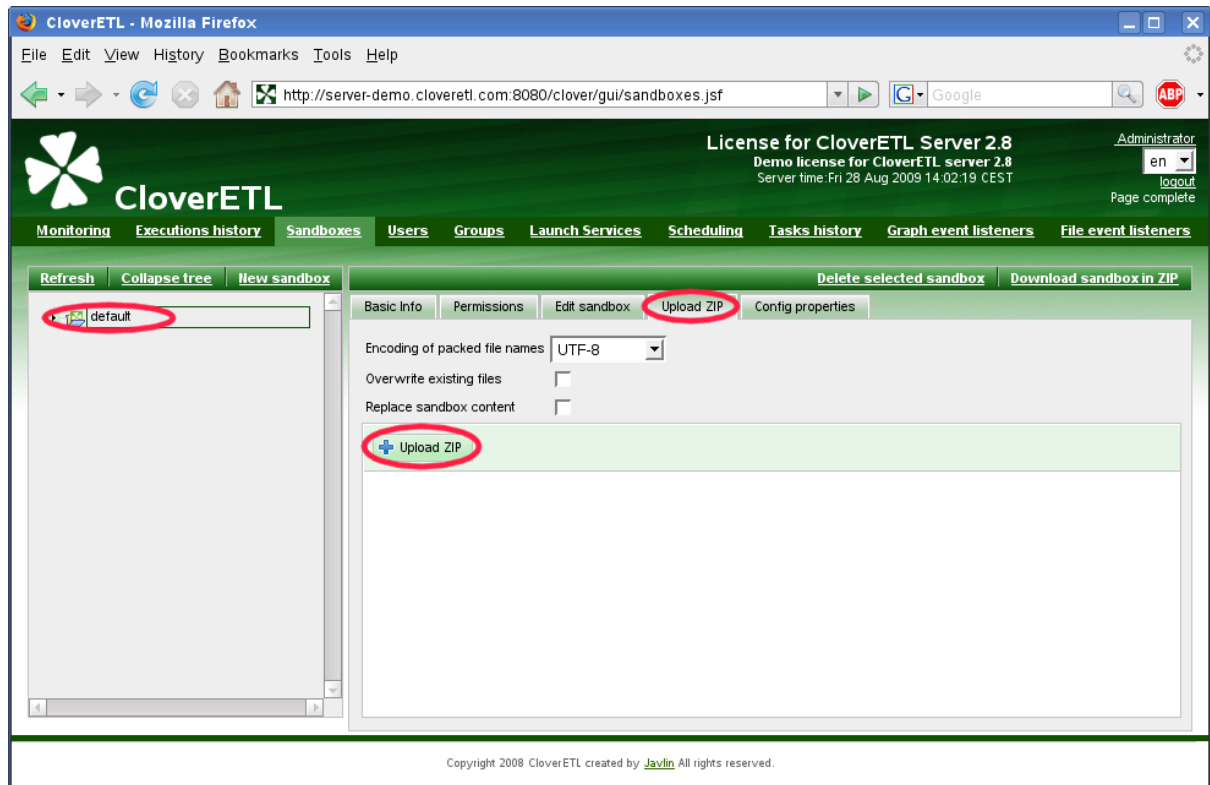 CloverETL - Mozilla Firefox
File Edit View History Bookmarks Tools Help
http://server-demo.cloveretl.com:8080/clover/gui/sandboxes.jsf
G Google
ABP
CloverETL
License for CloverETL Server 2.8
Demo license for CloverETL server 2.8
Server time:Fri 28 Aug 2009 14:02:19 CEST
Administrator
en
logout
Page complete
Monitoring Executions history Sandboxes Users Groups Launch Services Scheduling Tasks history Graph event listeners File event listeners
Refresh Collapse tree New sandbox
Delete selected sandbox Download sandbox in ZIP
default
Basic Info Permissions Edit sandbox Upload ZIP Config properties
Encoding of packed file names UTF-8
Overwrite existing files
Replace sandbox content
Upload ZIP
Copyright 2008 CloverETL created by Javlin All rights reserved.